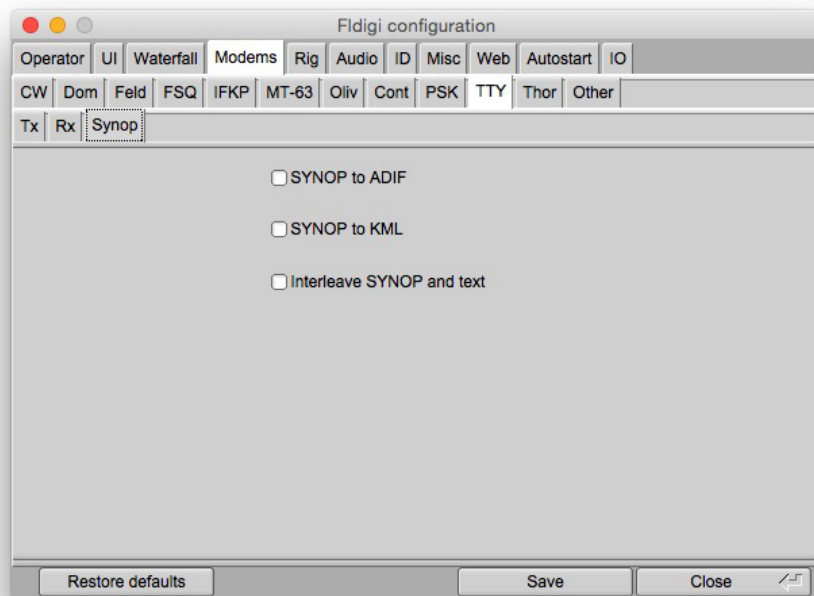 Fldigi configuration
Operator UI Waterfall Modems Rig Audio ID Misc Web Autostart IO
CW Dom Feld FSQ IFKP MT-63 Oliv Cont PSK TTY Thor Other
Tx Rx Synop
SYNOP to ADIF
SYNOP to KML
Interleave SYNOP and text
Restore defaults Save Close